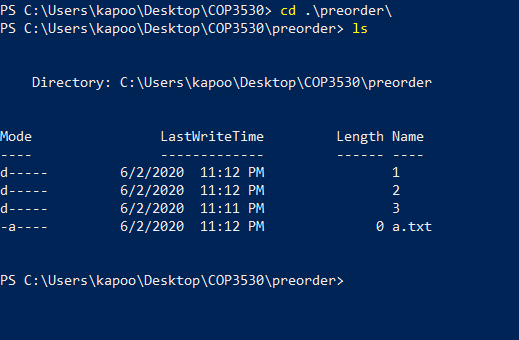 PS C:\Users\kapoo\Desktop\COP3530> cd .\preorder\
PS C:\Users\kapoo\Desktop\COP3530\preorder> ls
Directory: C:\Users\kapoo\Desktop\COP3530\preorder
Mode                LastWriteTime         Length Name
----                -------------         ------ ----
d-----         6/2/2020  11:12 PM                1
d-----         6/2/2020  11:12 PM                2
d-----         6/2/2020  11:11 PM                3
-a----         6/2/2020  11:12 PM              0 a.txt
PS C:\Users\kapoo\Desktop\COP3530\preorder>